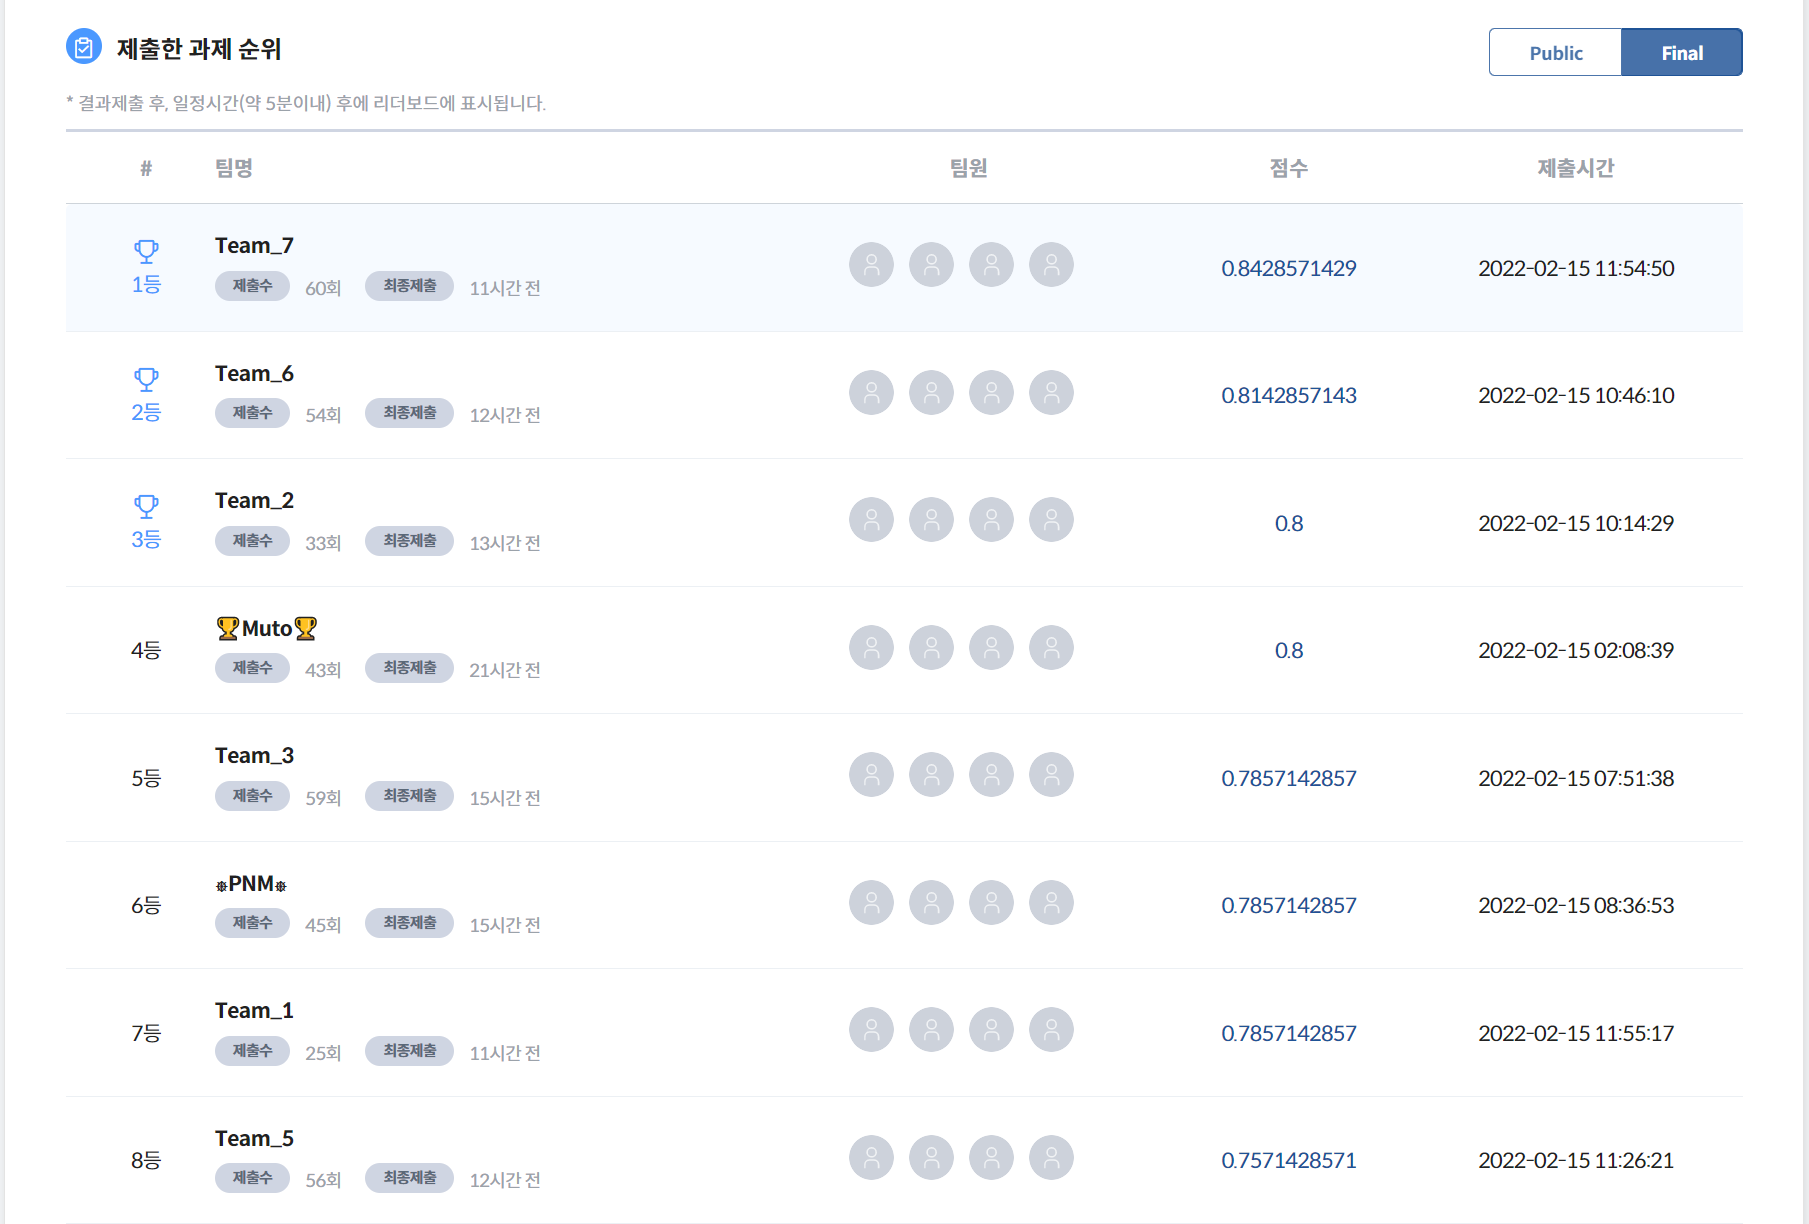 제출한 과제 순위
Public Final
* 결과제출 후, 일정시간(약 5분이내) 후에 리더보드에 표시됩니다.
# 팀명 팀원 점수 제출시간
Team_7
1등 제출수 60회 최종제출 11시간 전 0.8428571429 2022-02-15 11:54:50
Team_6
2등 제출수 54회 최종제출 12시간 전 0.8142857143 2022-02-15 10:46:10
Team_2
3등 제출수 33회 최종제출 13시간 전 0.8 2022-02-15 10:14:29
🏆Muto🏆
4등 제출수 43회 최종제출 21시간 전 0.8 2022-02-15 02:08:39
Team_3
5등 제출수 59회 최종제출 15시간 전 0.7857142857 2022-02-15 07:51:38
⎈PNM⎈
6등 제출수 45회 최종제출 15시간 전 0.7857142857 2022-02-15 08:36:53
Team_1
7등 제출수 25회 최종제출 11시간 전 0.7857142857 2022-02-15 11:55:17
Team_5
8등 제출수 56회 최종제출 12시간 전 0.7571428571 2022-02-15 11:26:21